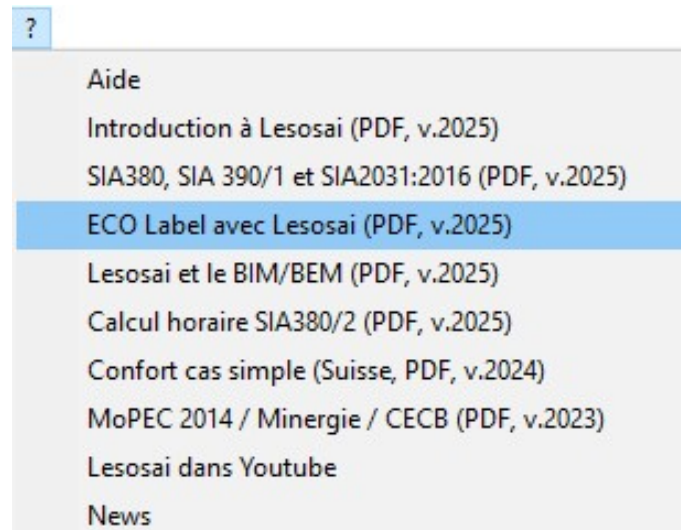 ?
Aide
Introduction à Lesosai (PDF, v.2025)
SIA380, SIA 390/1 et SIA2031:2016 (PDF, v.2025)
ECO Label avec Lesosai (PDF, v.2025)
Lesosai et le BIM/BEM (PDF, v.2025)
Calcul horaire SIA380/2 (PDF, v.2025)
Confort cas simple (Suisse, PDF, v.2024)
MoPEC 2014 / Minergie / CECB (PDF, v.2023)
Lesosai dans Youtube
News